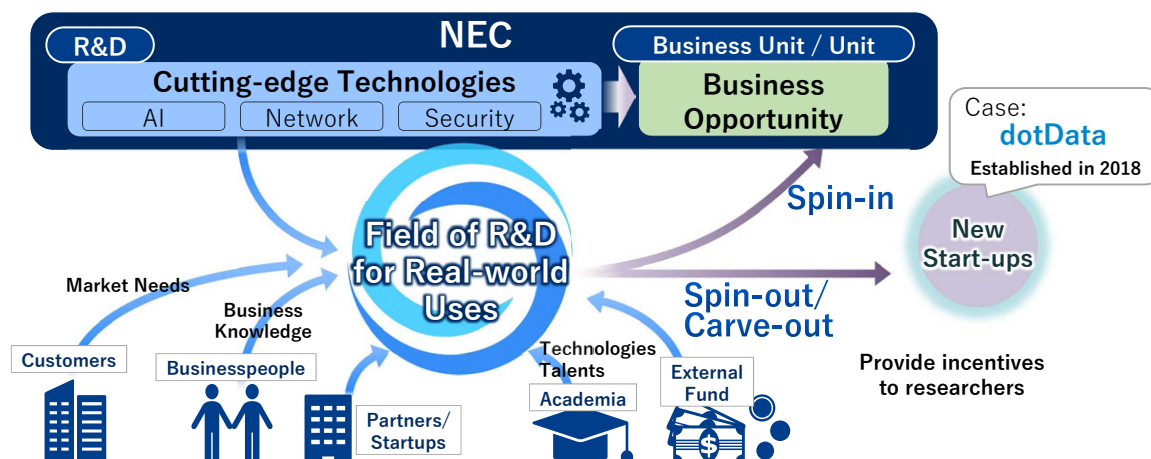 NEC
R&D
Business Unit / Unit
Cutting-edge Technologies
AI
Network
Security
Business
Opportunity
Case:
dotData
Established in 2018
New
Start-ups
Spin-in
Field of R&D
for Real-world
Uses
Spin-out/
Carve-out
Market Needs
Business
Knowledge
Customers
Businesspeople
Partners/
Startups
Technologies
Talents
Academia
External
Fund
$
Provide incentives
to researchers